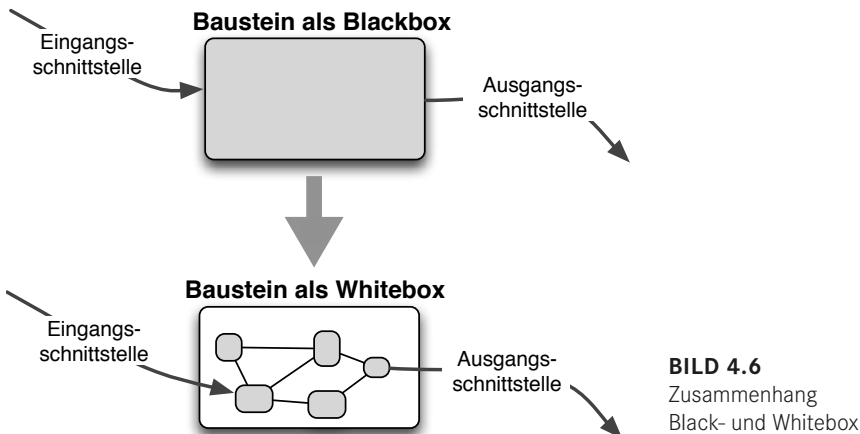 Baustein als Blackbox
Eingangs-
schnittstelle
Ausgangs-
schnittstelle
Baustein als Whitebox
Eingangs-
schnittstelle
Ausgangs-
schnittstelle
BILD 4.6
Zusammenhang
Black- und Whitebox